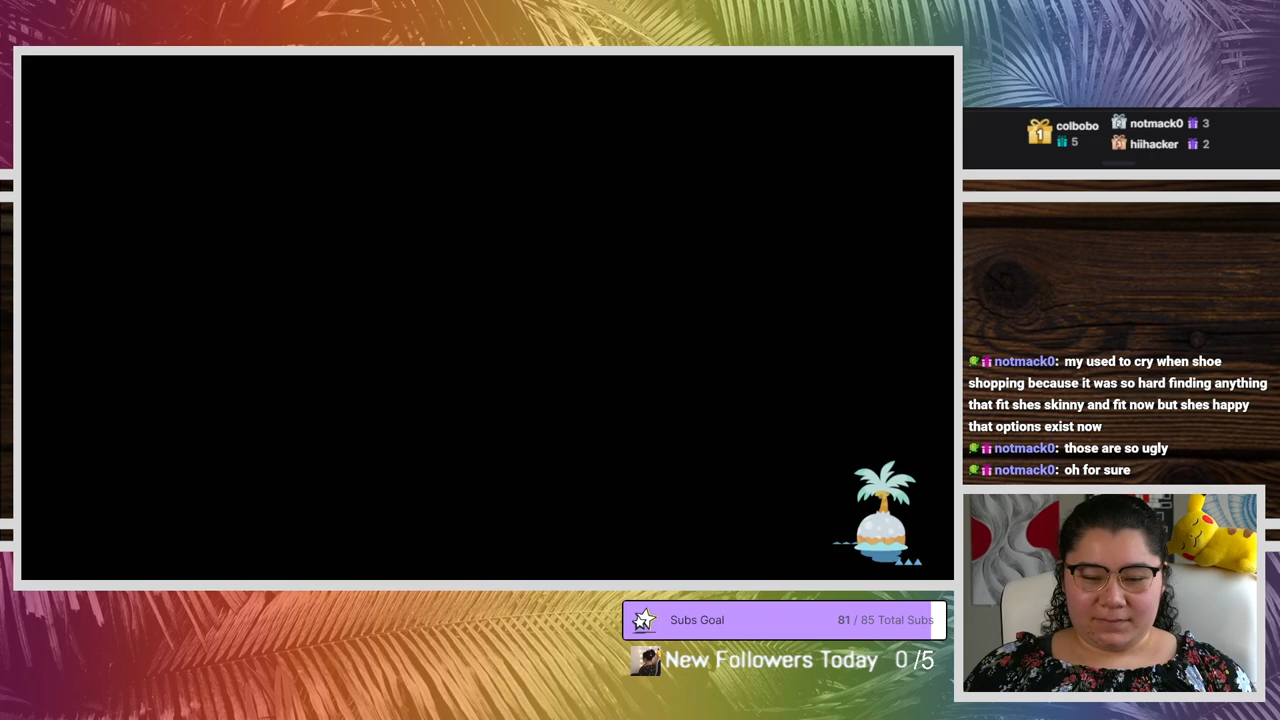 colbobo
5
notmack0 3
hiihacker 2
1
notmack0: my used to cry when shoe
shopping because it was so hard finding anything
that fit shes skinny and fit now but shes happy
that options exist now
notmack0: those are so ugly
notmack0: oh for sure
Subs Goal 81 / 85 Total Subs
New Followers Today 0 /5